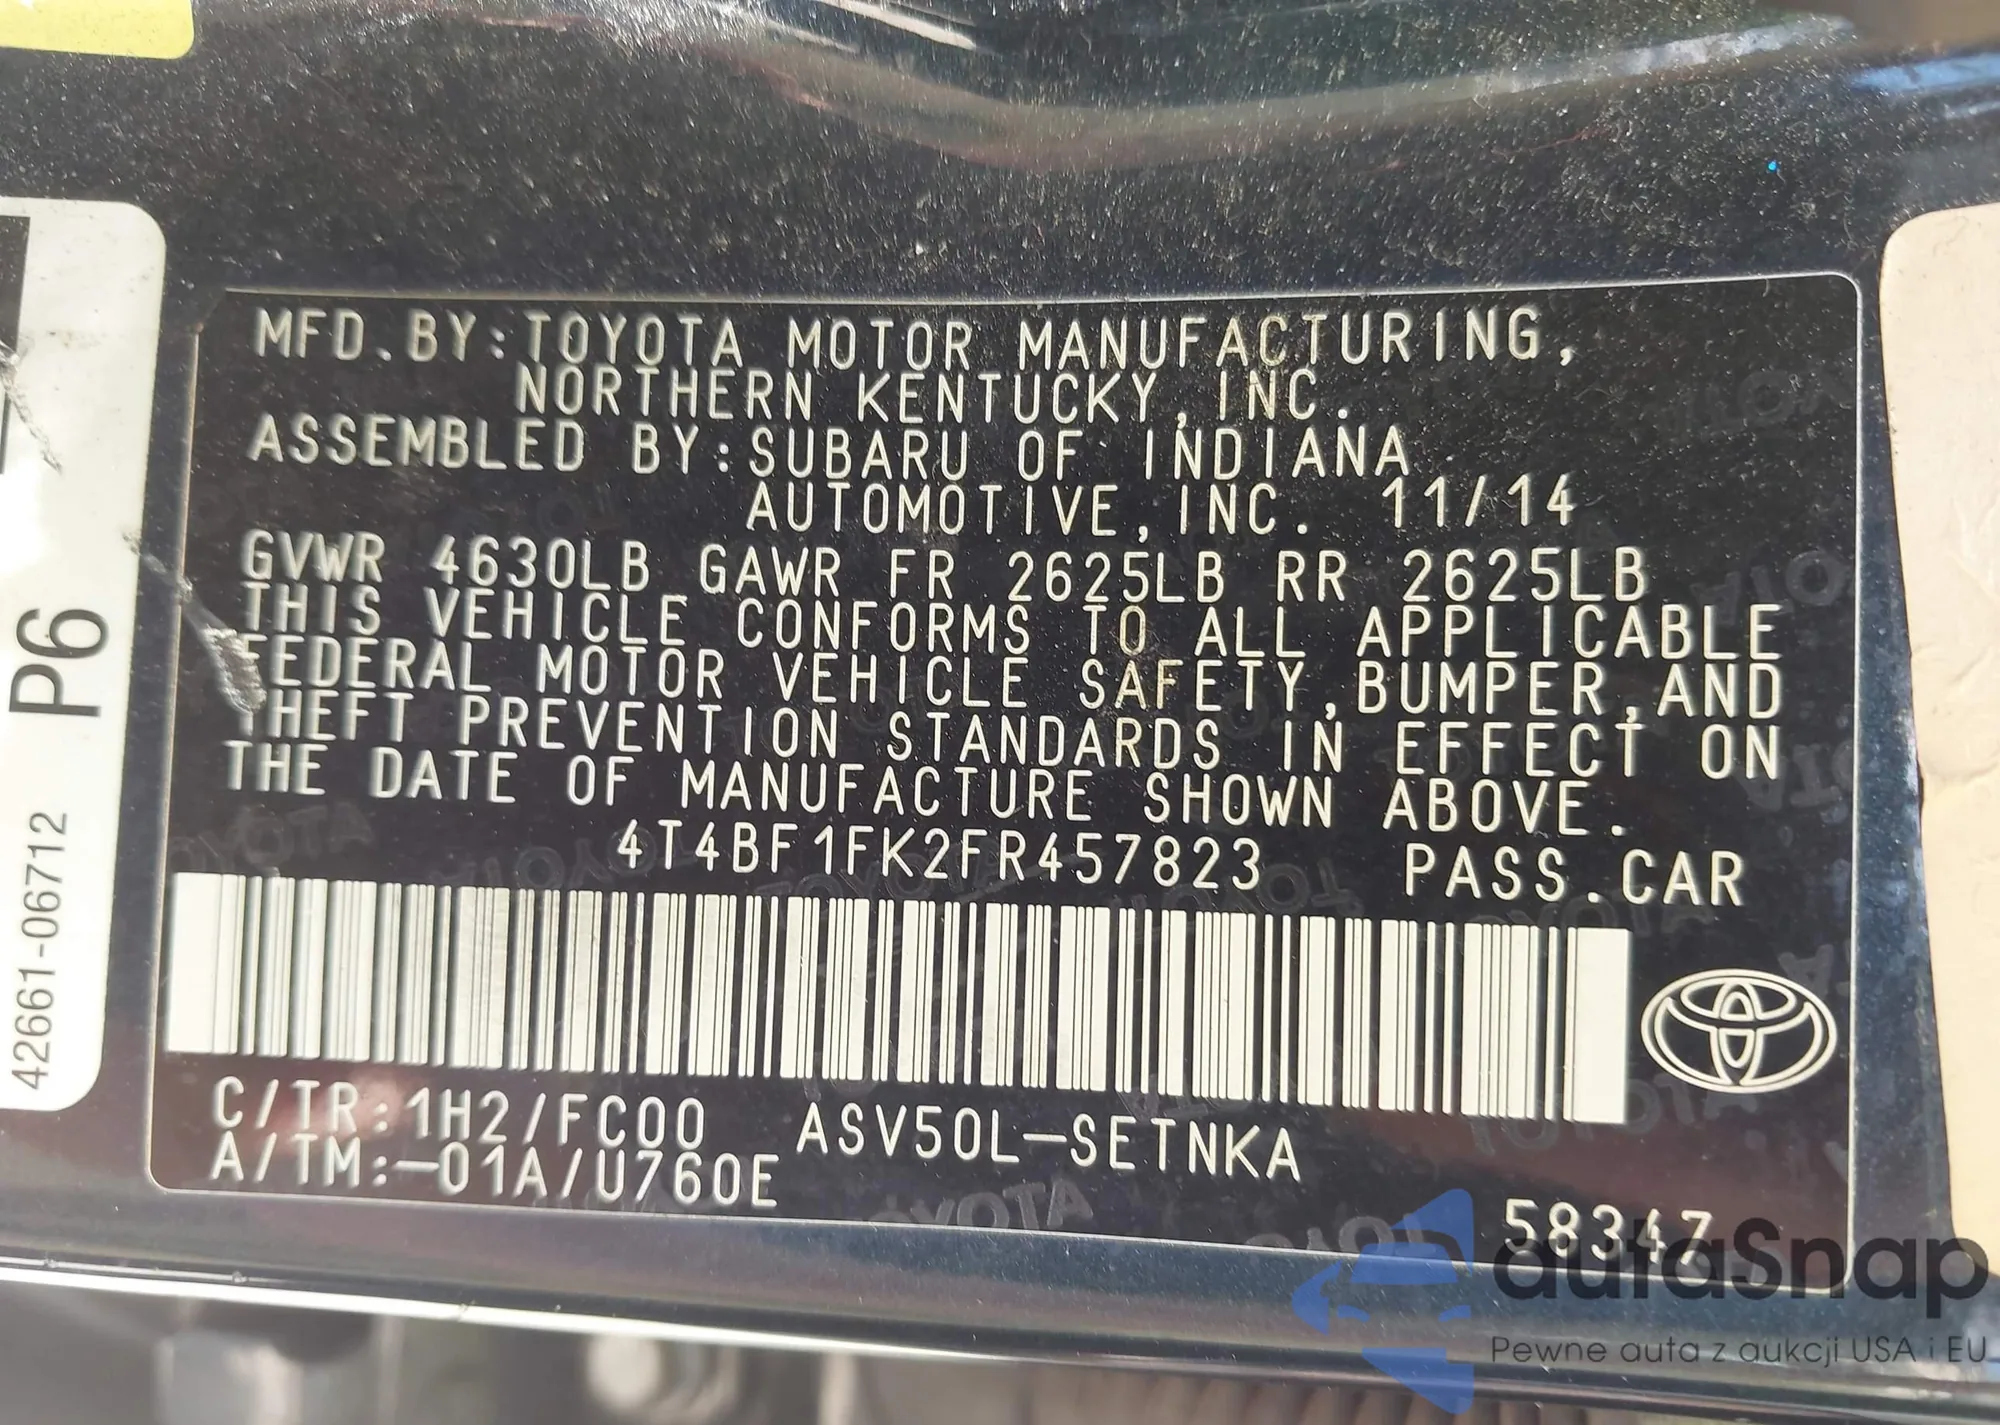 MFD.BY:TOYOTA MOTOR MANUFACTURING,
NORTHERN KENTUCKY,INC.
ASSEMBLED BY:SUBARU OF INDIANA
AUTOMOTIVE,INC. 11/14
GVWR 4630LB GAWR FR 2625LB RR 2625LB
THIS VEHICLE CONFORMS TO ALL APPLICABLE
FEDERAL MOTOR VEHICLE SAFETY,BUMPER,AND
THEFT PREVENTION STANDARDS IN EFFECT ON
THE DATE OF MANUFACTURE SHOWN ABOVE.
4T4BF1FK2FR457823 PASS.CAR
C/TR:1H2/FC00 ASV50L-SETNKA
A/TM:-01A/U760E
58347
P6
42661-06712
autaSnap
Pewne auta z aukcji USA i EU